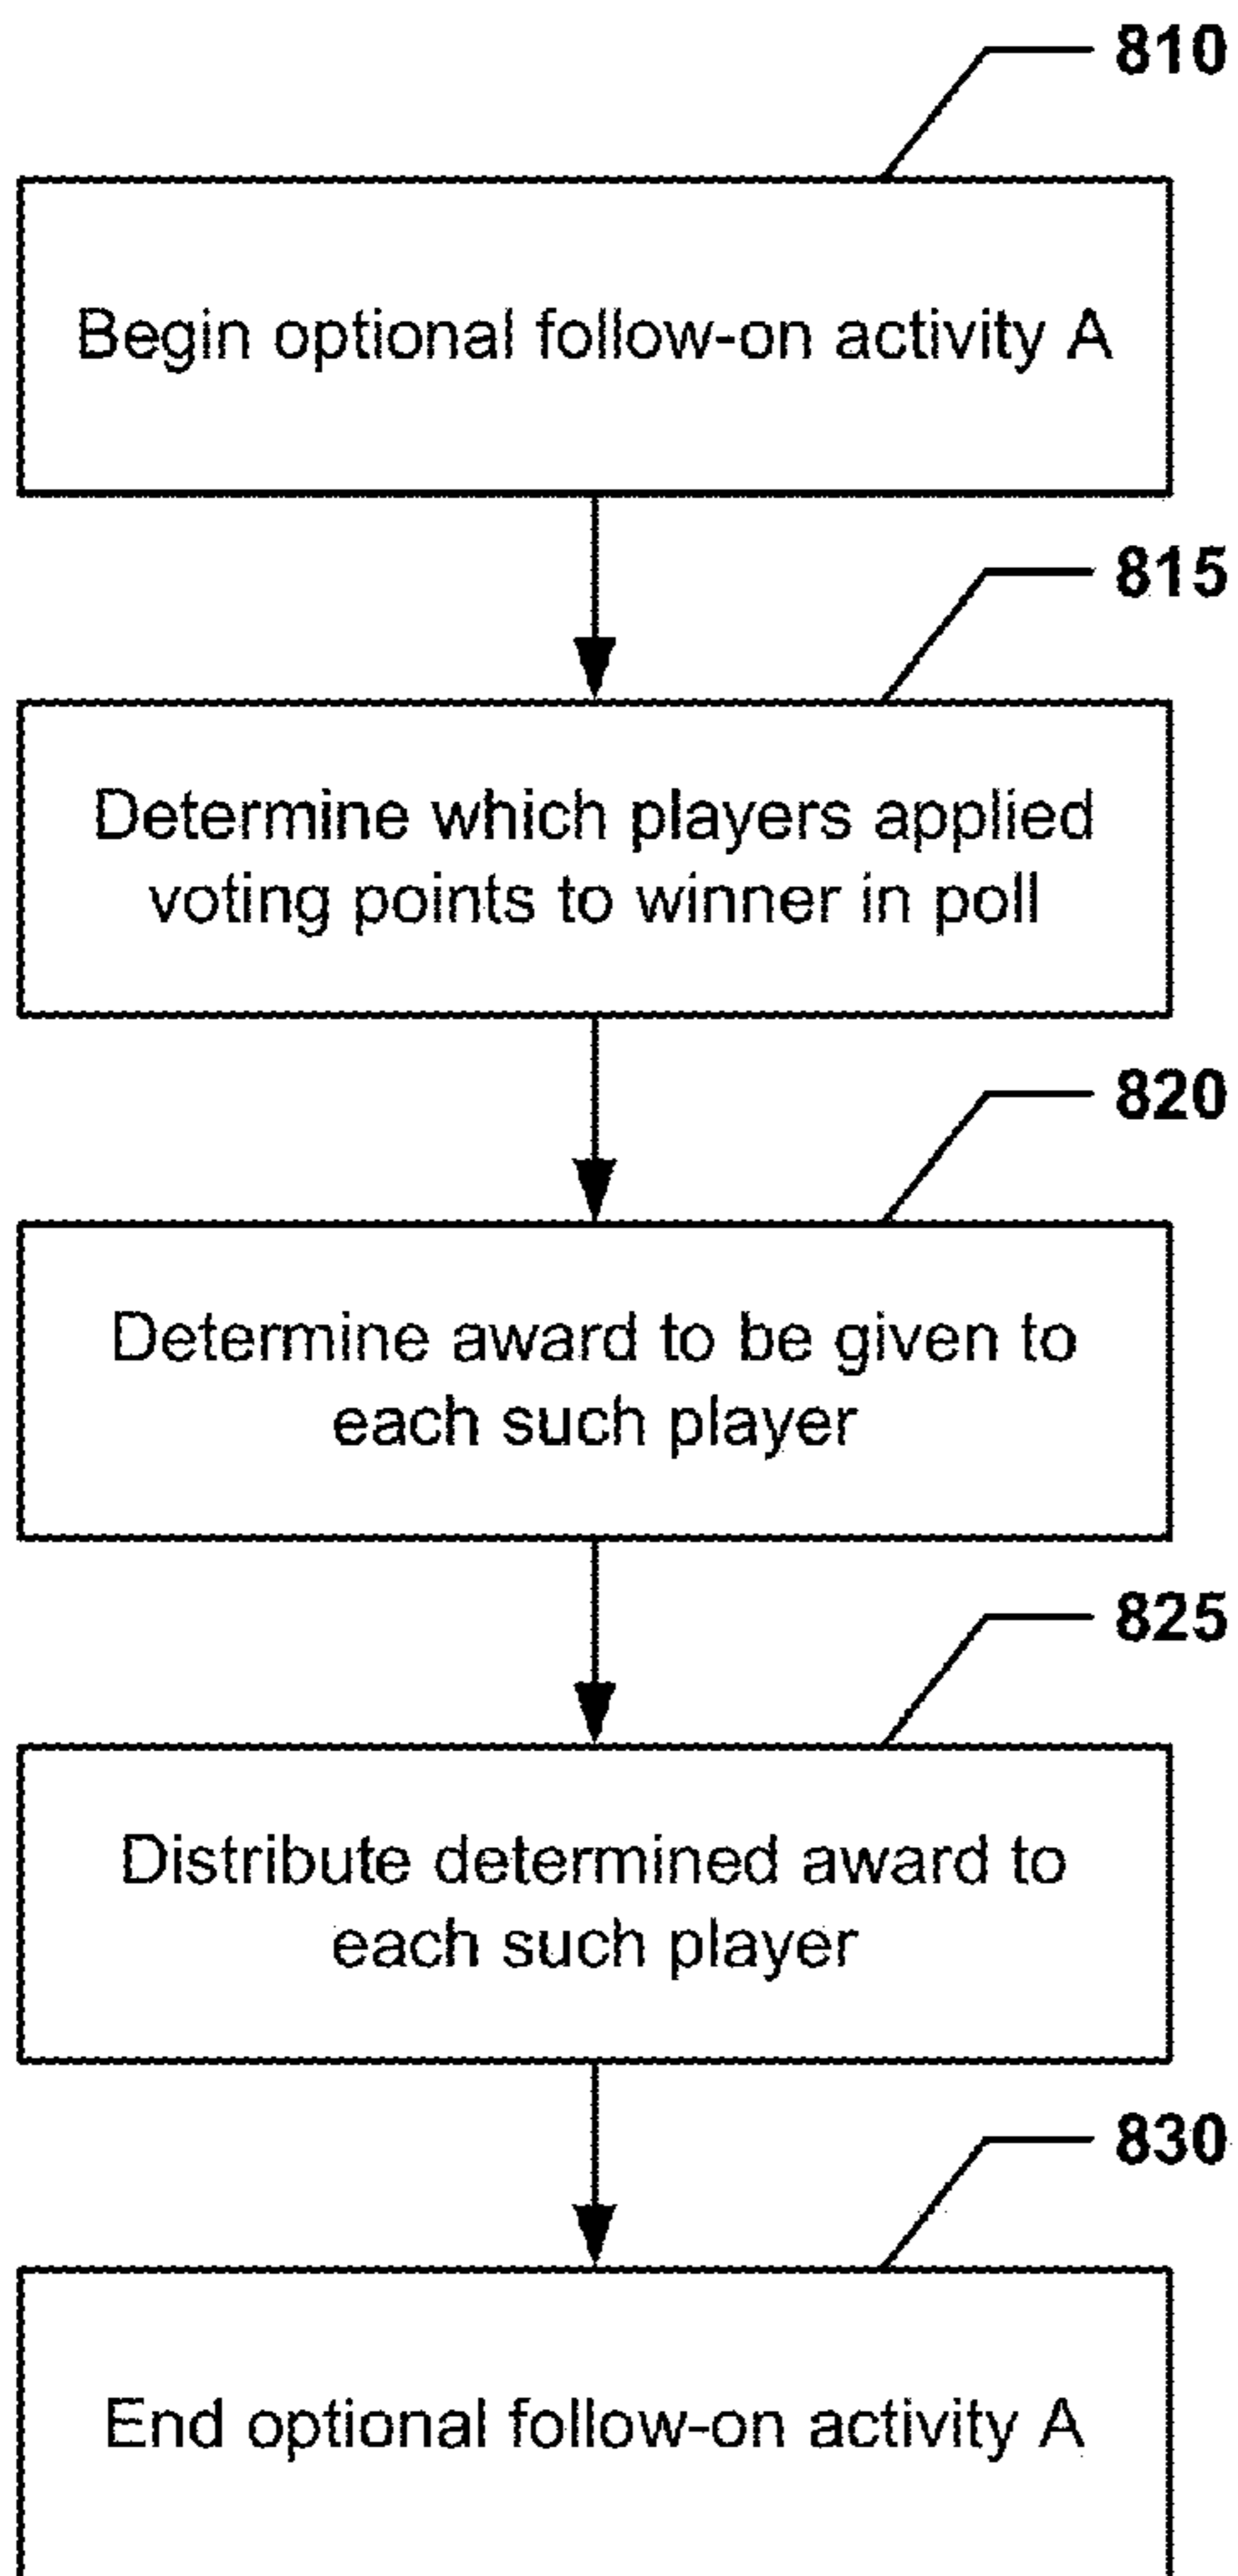 810
Begin optional follow-on activity A
815
Determine which players applied
voting points to winner in poll
820
Determine award to be given to
each such player
825
Distribute determined award to
each such player
830
End optional follow-on activity A